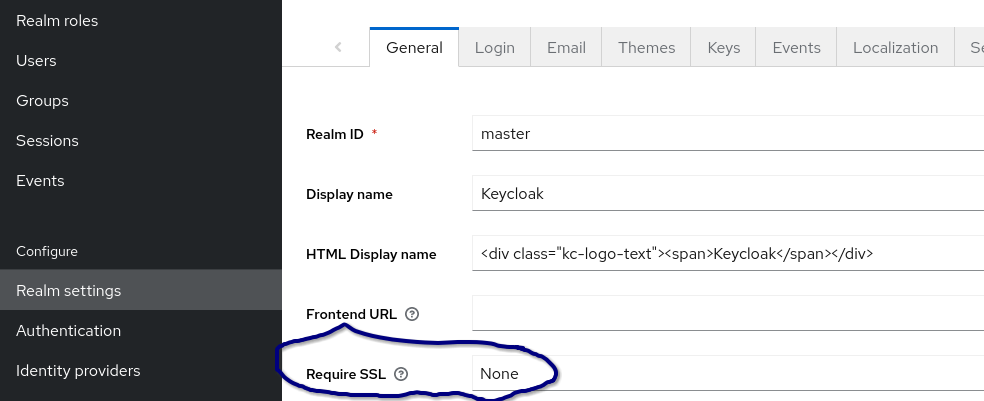 Realm roles
Users
Groups
Sessions
Events
Configure
Realm settings
Authentication
Identity providers
General Login Email Themes Keys Events Localization Se
Realm ID * master
Display name Keycloak
HTML Display name <div class="kc-logo-text"><span>Keycloak</span></div>
Frontend URL
Require SSL None